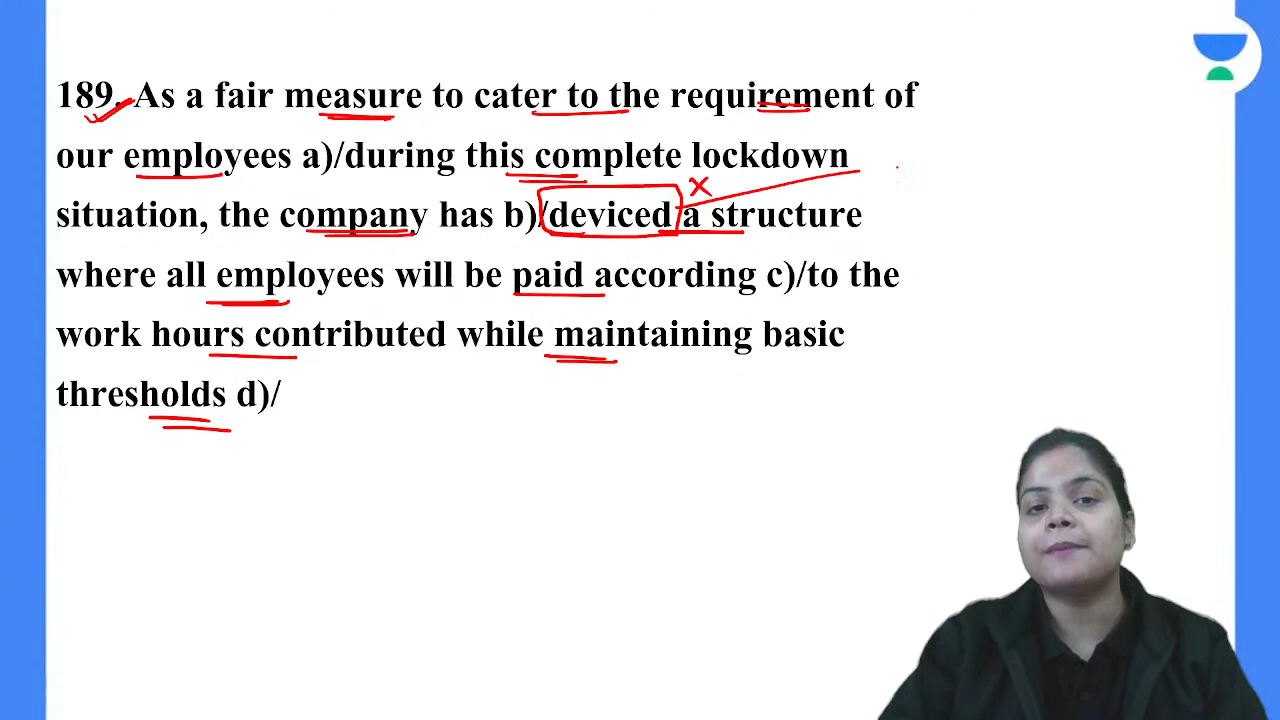 189. As a fair measure to cater to the requirement of
our employees a)/during this complete lockdown
situation, the company has b)/deviced a structure
where all employees will be paid according c)/to the
work hours contributed while maintaining basic
thresholds d)/